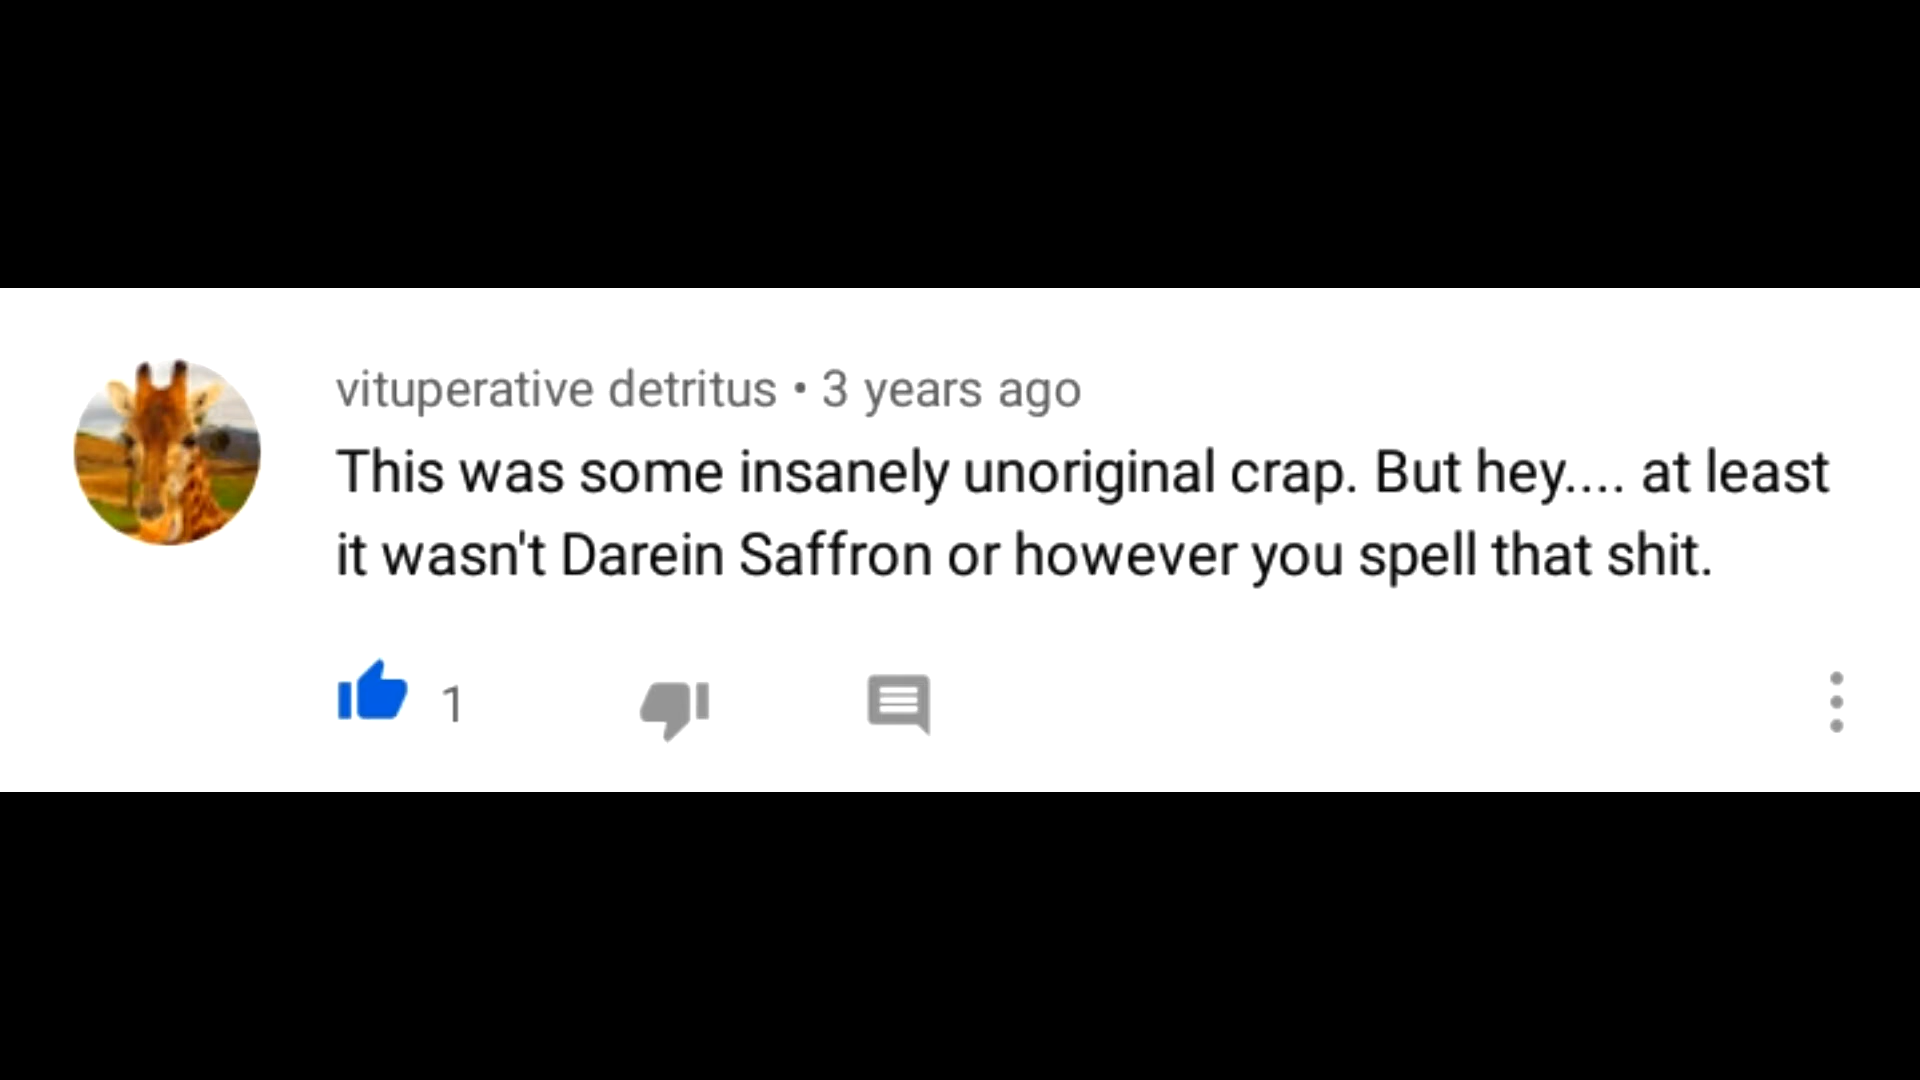 vituperative detritus • 3 years ago
This was some insanely unoriginal crap. But hey.... at least
it wasn't Darein Saffron or however you spell that shit.
1